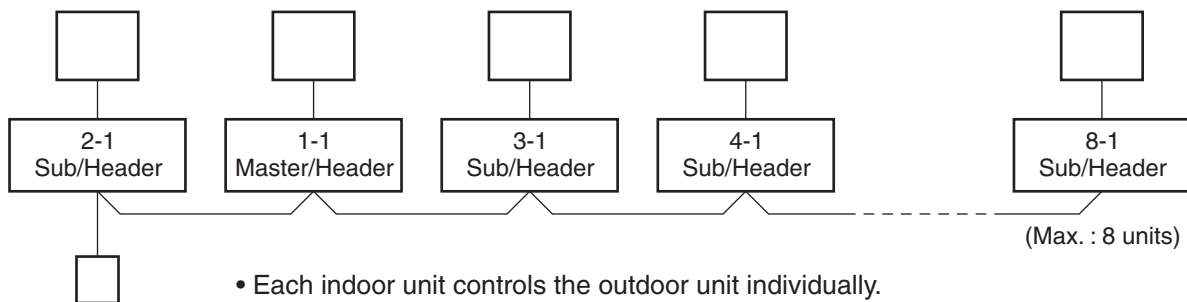 2-1
Sub/Header
1-1
Master/Header
3-1
Sub/Header
4-1
Sub/Header
8-1
Sub/Header
(Max. : 8 units)
• Each indoor unit controls the outdoor unit individually.